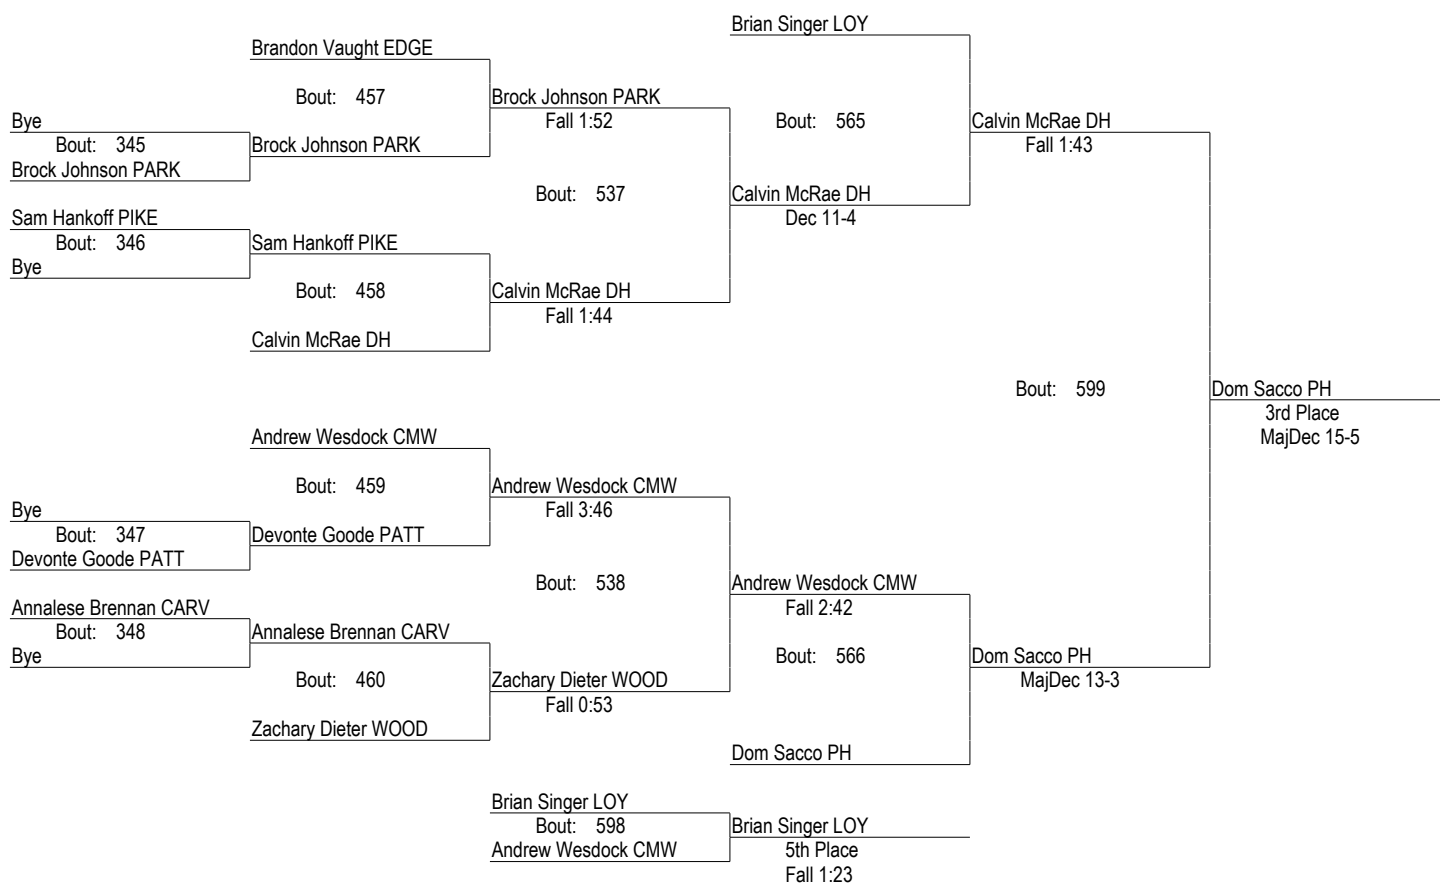 Brian Singer LOY
Brandon Vaught EDGE
Bout: 457
Brock Johnson PARK
Fall 1:52
Bye
Bout: 345
Brock Johnson PARK
Brock Johnson PARK
Bout: 565
Calvin McRae DH
Fall 1:43
Bout: 537
Calvin McRae DH
Dec 11-4
Sam Hankoff PIKE
Bout: 346
Bye
Sam Hankoff PIKE
Bout: 458
Calvin McRae DH
Fall 1:44
Calvin McRae DH
Bout: 599
Dom Sacco PH
3rd Place
MajDec 15-5
Andrew Wesdock CMW
Bout: 459
Andrew Wesdock CMW
Fall 3:46
Bye
Bout: 347
Devonte Goode PATT
Devonte Goode PATT
Bout: 538
Andrew Wesdock CMW
Fall 2:42
Annalese Brennan CARV
Bout: 348
Bye
Annalese Brennan CARV
Bout: 566
Dom Sacco PH
MajDec 13-3
Bout: 460
Zachary Dieter WOOD
Fall 0:53
Zachary Dieter WOOD
Dom Sacco PH
Brian Singer LOY
Bout: 598
Andrew Wesdock CMW
Brian Singer LOY
5th Place
Fall 1:23